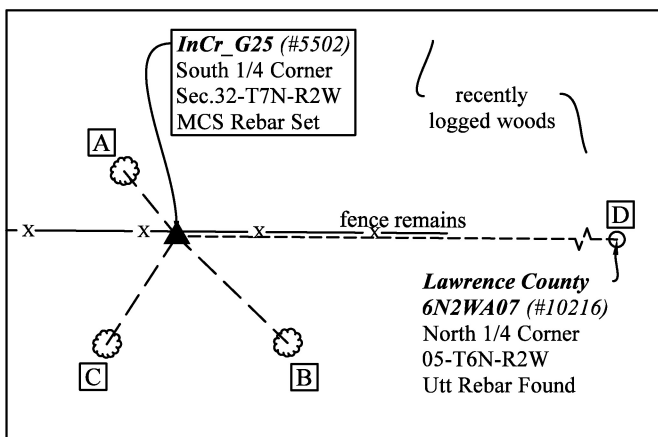 InCr_G25 (#5502)
South 1/4 Corner
Sec.32-T7N-R2W
MCS Rebar Set
recently
logged woods
A
fence remains
D
x
x
x
x
Lawrence County
6N2WA07 (#10216)
North 1/4 Corner
05-T6N-R2W
Utt Rebar Found
C
B